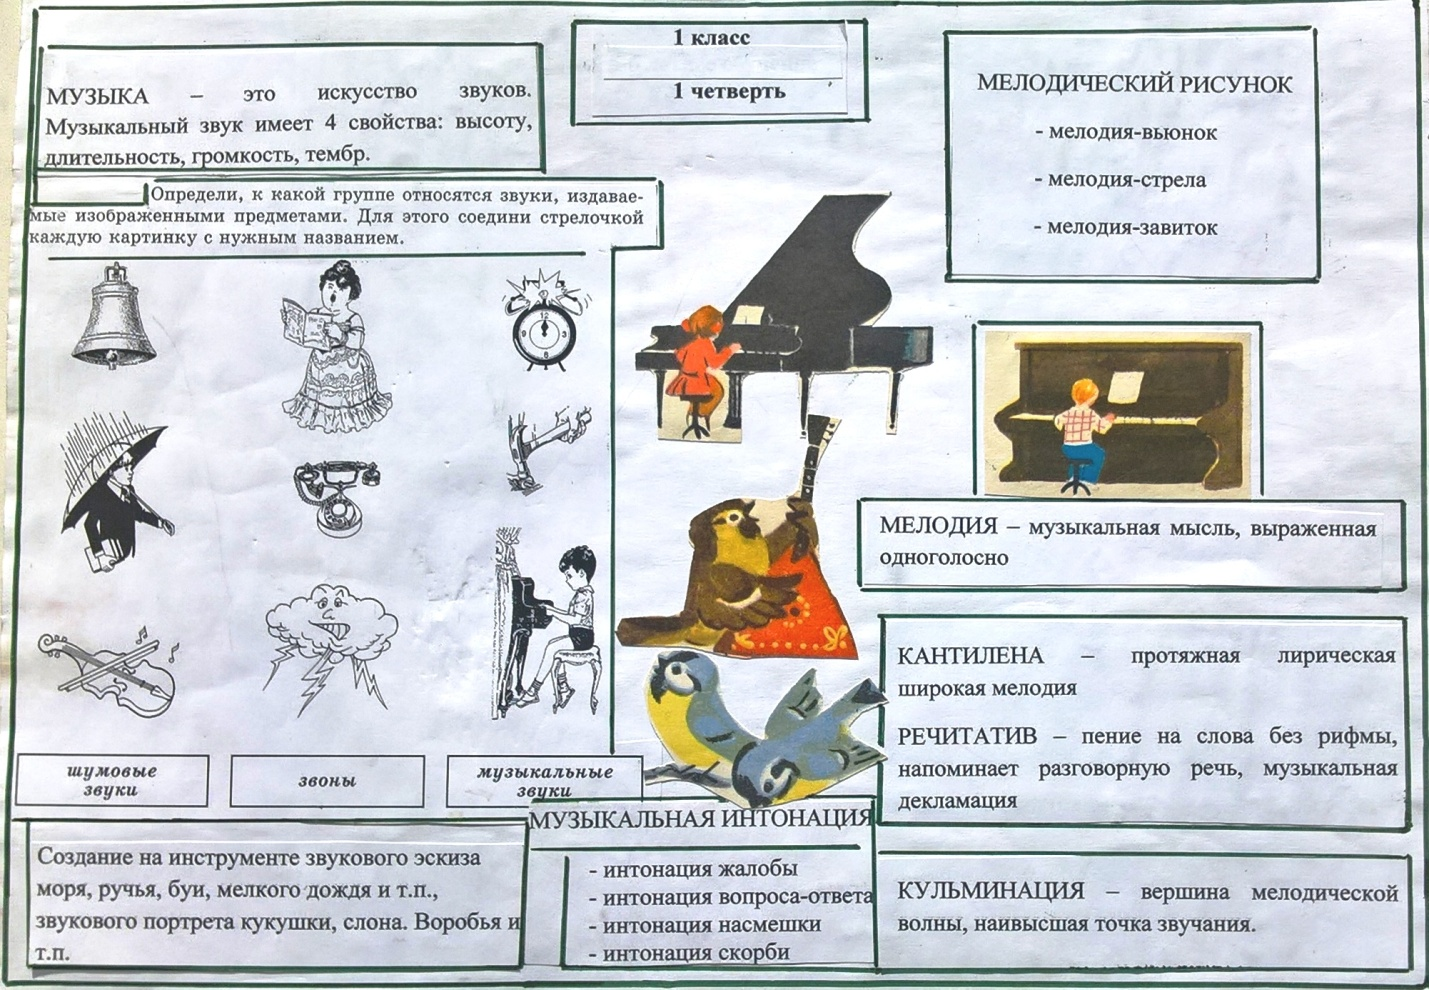 1 класс
1 четверть
МУЗЫКА – это искусство звуков.
Музыкальный звук имеет 4 свойства: высоту,
длительность, громкость, тембр.
Определи, к какой группе относятся звуки, издавае-
мые изображенными предметами. Для этого соедини стрелочкой
каждую картинку с нужным названием.
12
3
6
9
шумовые
звуки
звоны
музыкальные
звуки
Создание на инструменте звукового эскиза
моря, ручья, буи, мелкого дождя и т.п.,
звукового портрета кукушки, слона. Воробья и
т.п.
МУЗЫКАЛЬНАЯ ИНТОНАЦИЯ
- интонация жалобы
- интонация вопроса-ответа
- интонация насмешки
- интонация скорби
МЕЛОДИЧЕСКИЙ РИСУНОК
- мелодия-вьюнок
- мелодия-стрела
- мелодия-завиток
МЕЛОДИЯ – музыкальная мысль, выраженная
одноголосно
КАНТИЛЕНА – протяжная лирическая
широкая мелодия
РЕЧИТАТИВ – пение на слова без рифмы,
напоминает разговорную речь, музыкальная
декламация
КУЛЬМИНАЦИЯ – вершина мелодической
волны, наивысшая точка звучания.